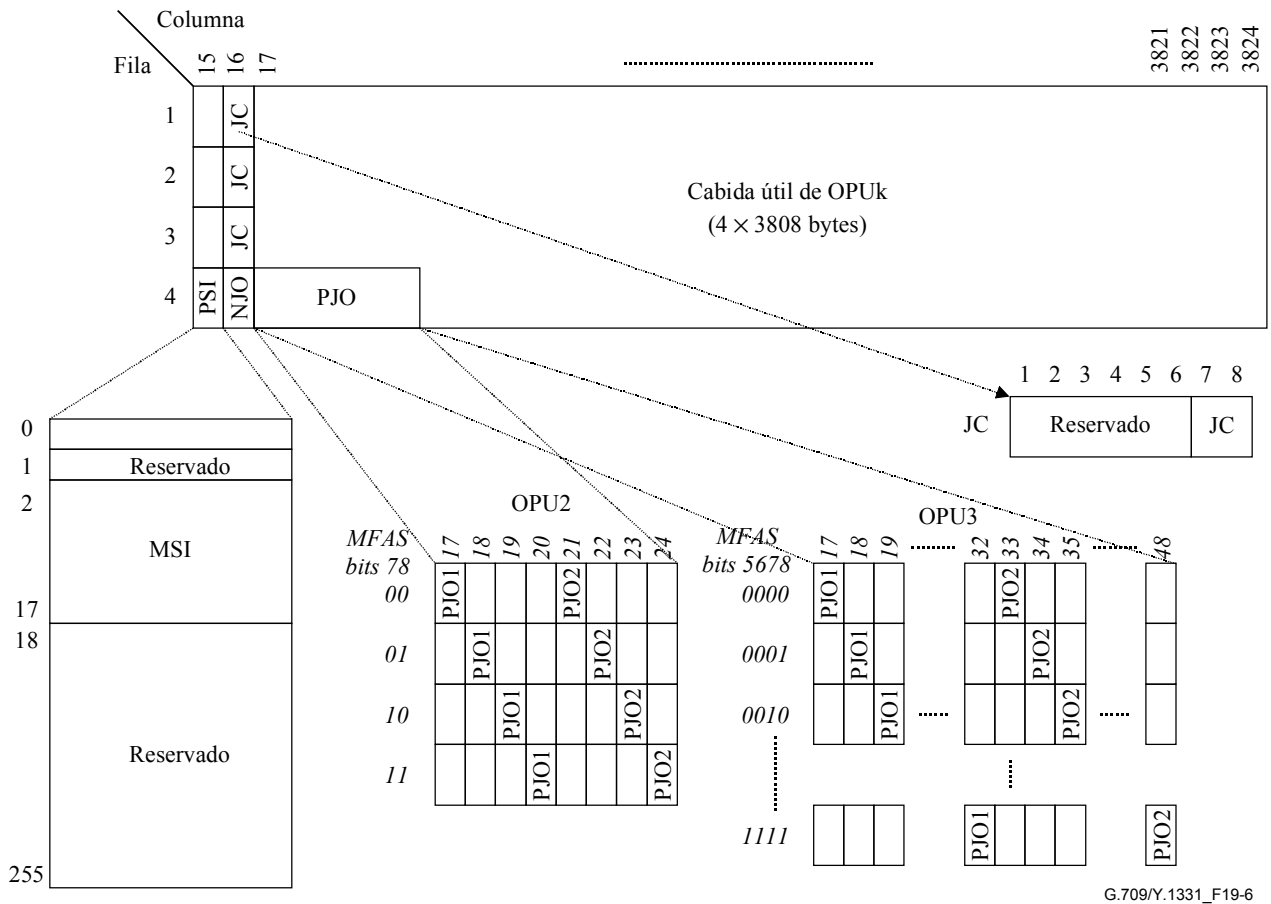 Columna
Fila
15 16 17 3821 3822 3823 3824
1 JC
2 JC
3 JC
4 PSI NJO PJO
Cabida útil de OPUk
(4 × 3808 bytes)
1 2 3 4 5 6 7 8
JC Reservado JC
0
1 Reservado
2
MSI
17
18
Reservado
255
OPU2
MFAS
bits 78
17 18 19 20 21 22 23 24
00 PJO1 PJO2
01 PJO1 PJO2
10 PJO1 PJO2
11 PJO1 PJO2
OPU3
MFAS
bits 5678
17 18 19 32 33 34 35 48
0000 PJO1 PJO2
0001 PJO1 PJO2
0010 PJO1 PJO2
1111 PJO1 PJO2
G.709/Y.1331_F19-6